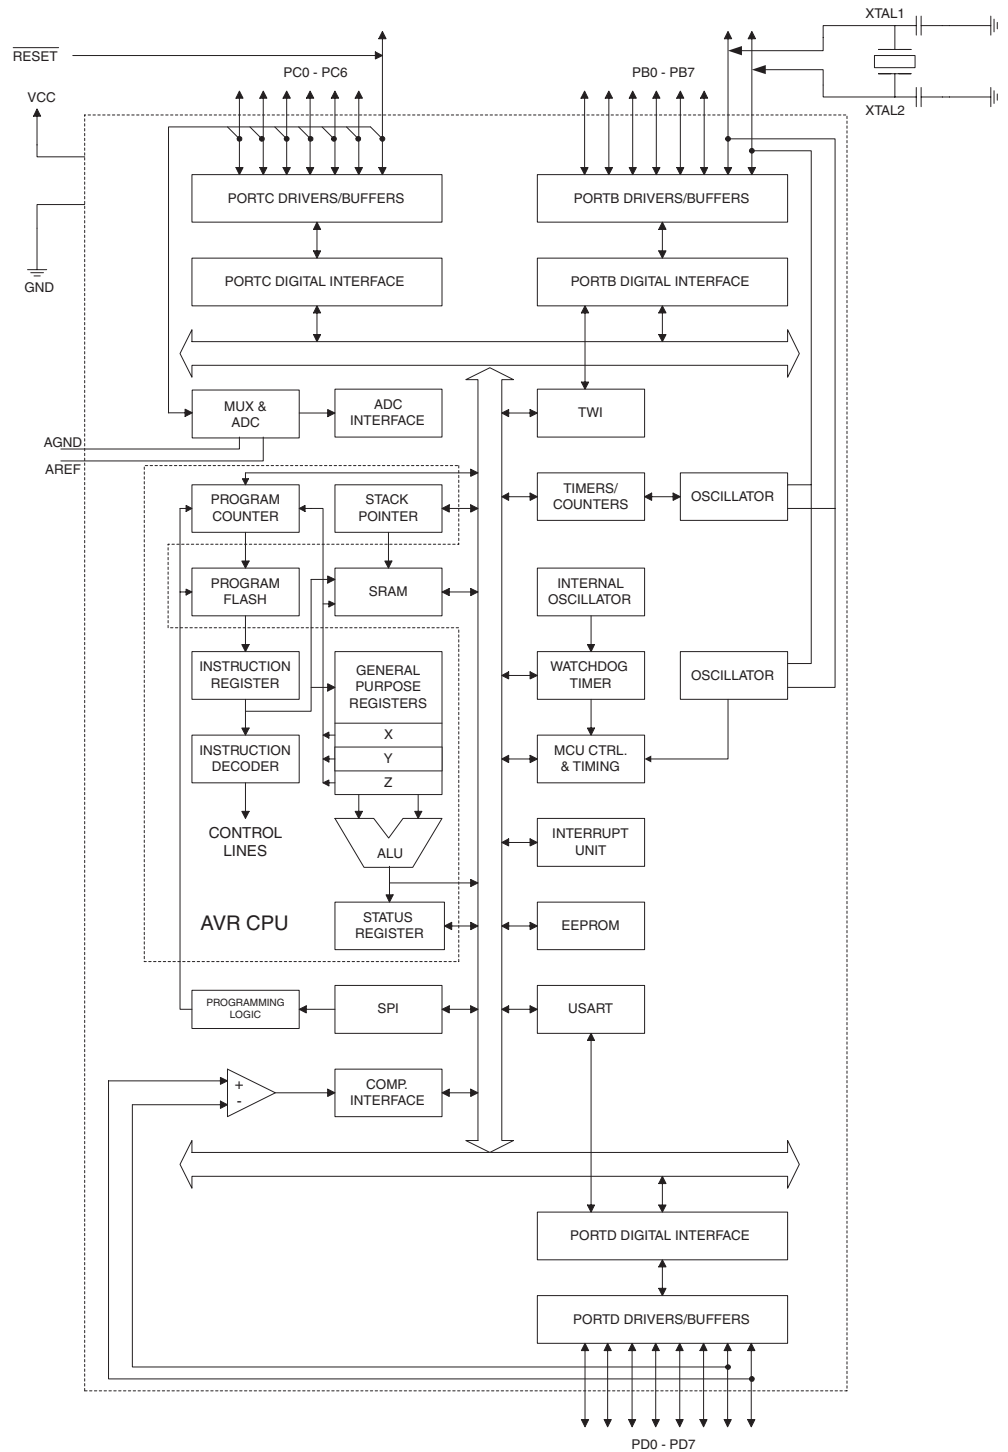 XTAL1
RESET
PC0 - PC6
PB0 - PB7
VCC
XTAL2
PORTC DRIVERS/BUFFERS
PORTB DRIVERS/BUFFERS
PORTC DIGITAL INTERFACE
PORTB DIGITAL INTERFACE
GND
MUX &
ADC
ADC
INTERFACE
TWI
AGND
AREF
PROGRAM
COUNTER
STACK
POINTER
TIMERS/
COUNTERS
OSCILLATOR
PROGRAM
FLASH
SRAM
INTERNAL
OSCILLATOR
INSTRUCTION
REGISTER
GENERAL
PURPOSE
REGISTERS
WATCHDOG
TIMER
OSCILLATOR
X
Y
Z
INSTRUCTION
DECODER
MCU CTRL.
& TIMING
CONTROL
LINES
ALU
INTERRUPT
UNIT
AVR CPU
STATUS
REGISTER
EEPROM
PROGRAMMING
LOGIC
SPI
USART
+
-
COMP.
INTERFACE
PORTD DIGITAL INTERFACE
PORTD DRIVERS/BUFFERS
PD0 - PD7